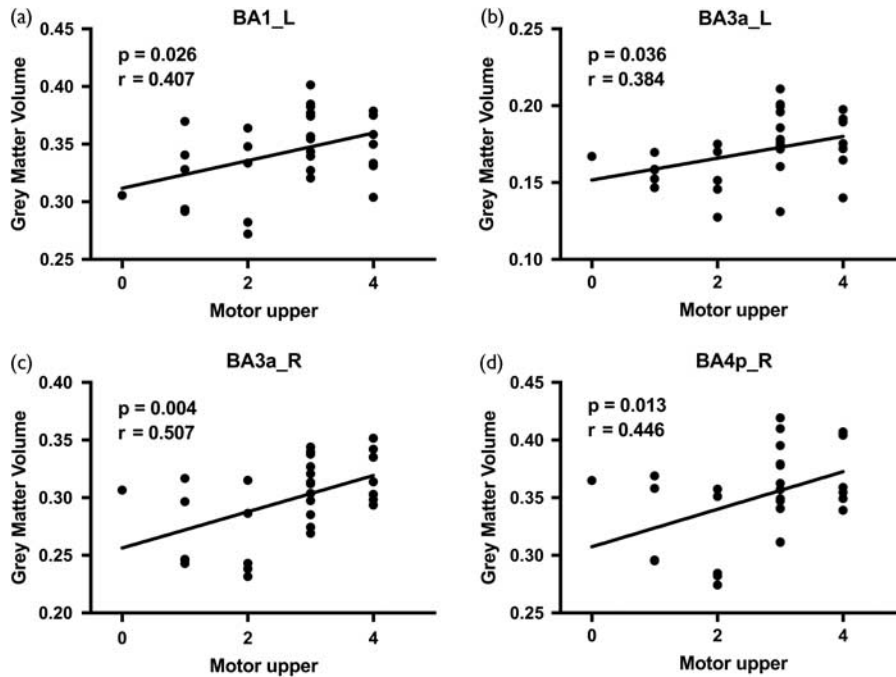 (a)
BA1_L
p = 0.026
r = 0.407
Grey Matter Volume
0.45
0.40
0.35
0.30
0.25
0
2
4
Motor upper
(b)
BA3a_L
p = 0.036
r = 0.384
Grey Matter Volume
0.25
0.20
0.15
0.10
0
2
4
Motor upper
(c)
BA3a_R
p = 0.004
r = 0.507
Grey Matter Volume
0.40
0.35
0.30
0.25
0.20
0
2
4
Motor upper
(d)
BA4p_R
p = 0.013
r = 0.446
Grey Matter Volume
0.45
0.40
0.35
0.30
0.25
0
2
4
Motor upper